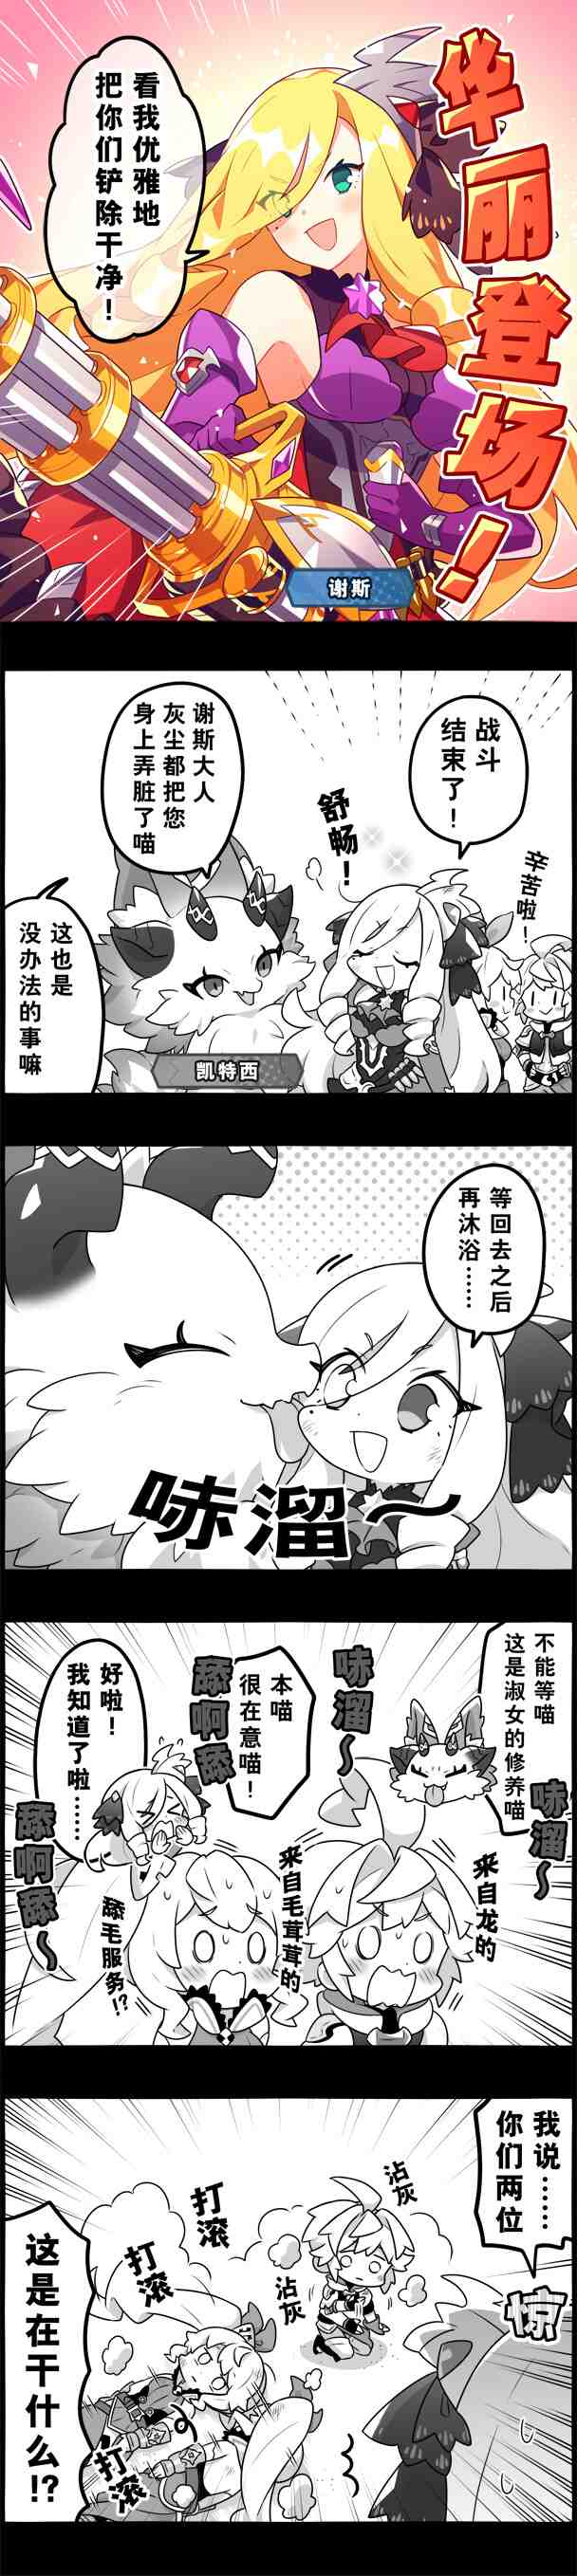 华丽登场！
看我优雅地
把你们铲除干净！
谢斯
战斗
结束了！
辛苦啦！
舒畅！
谢斯大人
灰尘都把您
身上弄脏了喵
这也是
没办法的事嘛
凯特西
等回去之后
再沐浴……
哧溜～
不能等喵
这是淑女的修养喵
哧溜～
哧溜～
本喵
很在意喵！
舔啊舔
好啦！
我知道了啦……
舔啊舔～
来自龙的
来自毛茸茸的
舔毛服务!?
我说……
你们两位
惊
沾灰
沾灰
打滚
打滚
打滚
这是在干什么!?